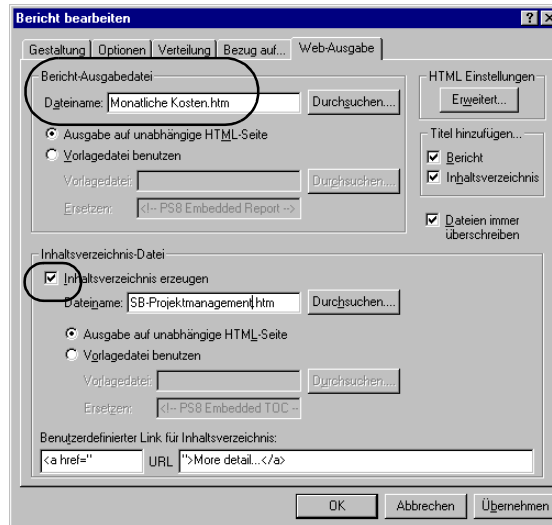 Bericht bearbeiten
Gestaltung Optionen Verteilung Bezug auf... Web-Ausgabe
Bericht-Ausgabedatei
Dateiname: Monatliche Kosten.htm Durchsuchen...
Ausgabe auf unabhängige HTML-Seite
Vorlagedatei benutzen
Vorlagedatei: Durchsuchen...
Ersetzen: <!-- PS8 Embedded Report -->
HTML Einstellungen
Erweitert...
Titel hinzufügen...
Bericht
Inhaltsverzeichnis
Dateien immer
überschreiben
Inhaltsverzeichnis-Datei
Inhaltsverzeichnis erzeugen
Dateiname: SB-Projektmanagement.htm Durchsuchen...
Ausgabe auf unabhängige HTML-Seite
Vorlagedatei benutzen
Vorlagedatei: Durchsuchen...
Ersetzen: <!-- PS8 Embedded TOC -
Benutzerdefinierter Link für Inhaltsverzeichnis:
<a href=" URL ">More detail...</a>
OK Abbrechen Übernehmen